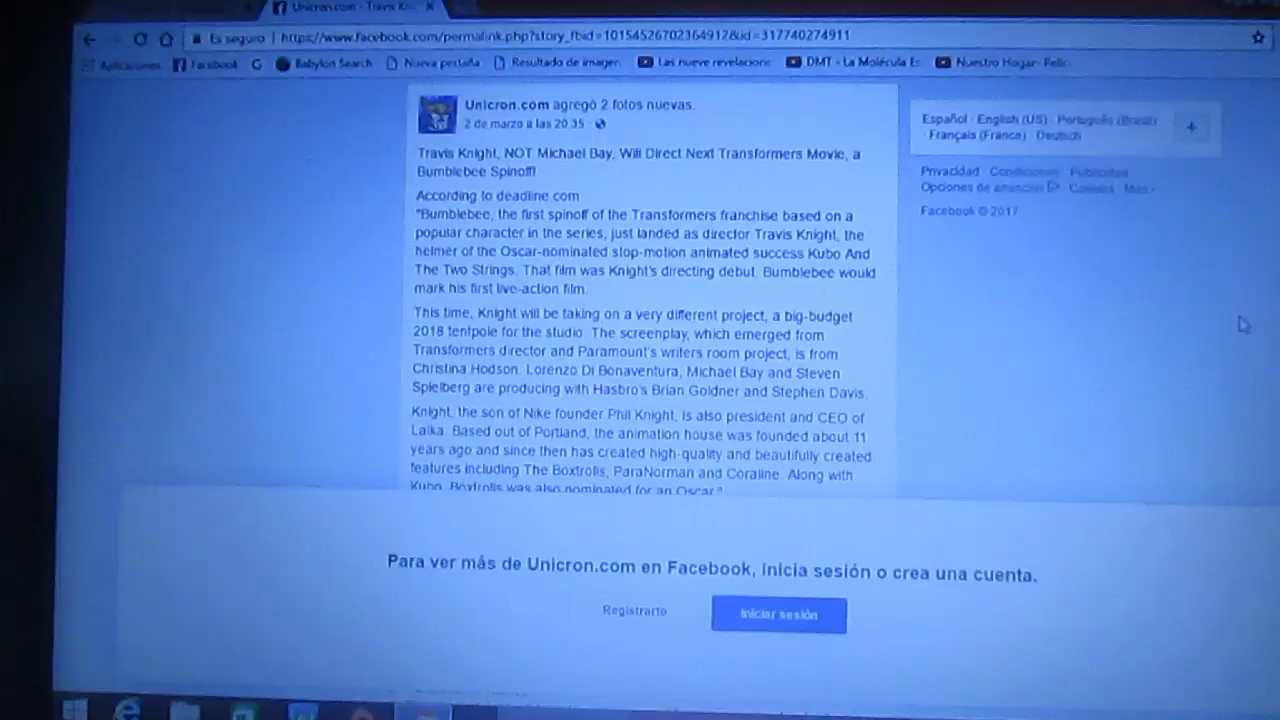 Unicron.com - Travis Kn
Es seguro | https://www.facebook.com/permalink.php?story_fbid=10154526702364912&id=317740274911
Aplicaciones Facebook G Babylon Search Nueva pestaña Resultado de imagen Las nueve revelacione DMT - La Molécula Es Nuestro Hogar- Pelic
Unicron.com agregó 2 fotos nuevas.
2 de marzo a las 20:35
Travis Knight, NOT Michael Bay, Will Direct Next Transformers Movie, a
Bumblebee Spinoff!
According to deadline.com
"Bumblebee, the first spinoff of the Transformers franchise based on a
popular character in the series, just landed as director Travis Knight, the
helmer of the Oscar-nominated stop-motion animated success Kubo And
The Two Strings. That film was Knight's directing debut. Bumblebee would
mark his first live-action film.
This time, Knight will be taking on a very different project, a big-budget
2018 tentpole for the studio. The screenplay, which emerged from
Transformers director and Paramount's writers room project, is from
Christina Hodson. Lorenzo Di Bonaventura, Michael Bay and Steven
Spielberg are producing with Hasbro's Brian Goldner and Stephen Davis.
Knight, the son of Nike founder Phil Knight, is also president and CEO of
Laika. Based out of Portland, the animation house was founded about 11
years ago and since then has created high-quality and beautifully created
features including The Boxtrolls, ParaNorman and Coraline. Along with
Kubo, Boxtrolls was also nominated for an Oscar."
Español · English (US) · Português (Brasil)
· Français (France) · Deutsch
+
Privacidad · Condiciones · Publicidad
Opciones de anuncios · Cookies · Más
Facebook © 2017
Para ver más de Unicron.com en Facebook, inicia sesión o crea una cuenta.
Registrarte
Iniciar sesión